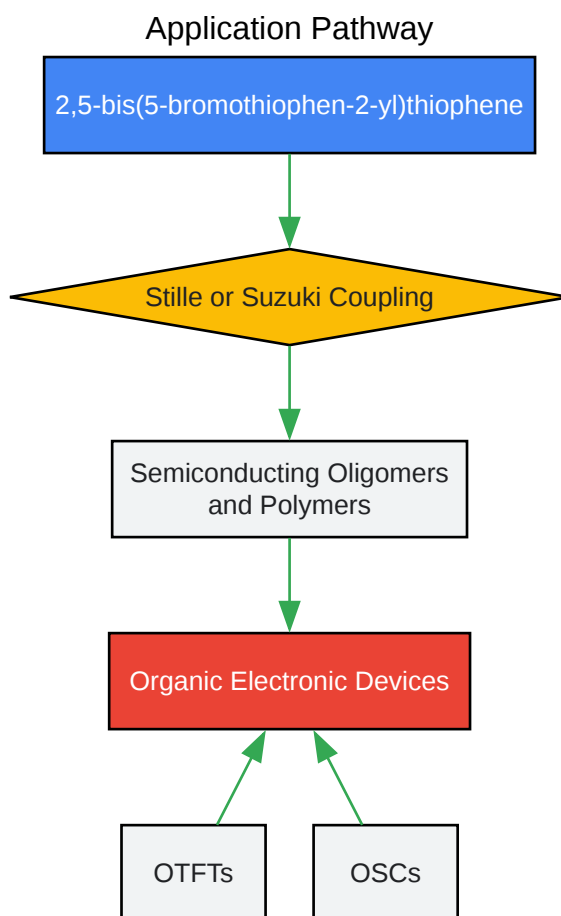 Application Pathway
2,5-bis(5-bromothiophen-2-yl)thiophene
Stille or Suzuki Coupling
Semiconducting Oligomers
and Polymers
Organic Electronic Devices
OTFTs
OSCs